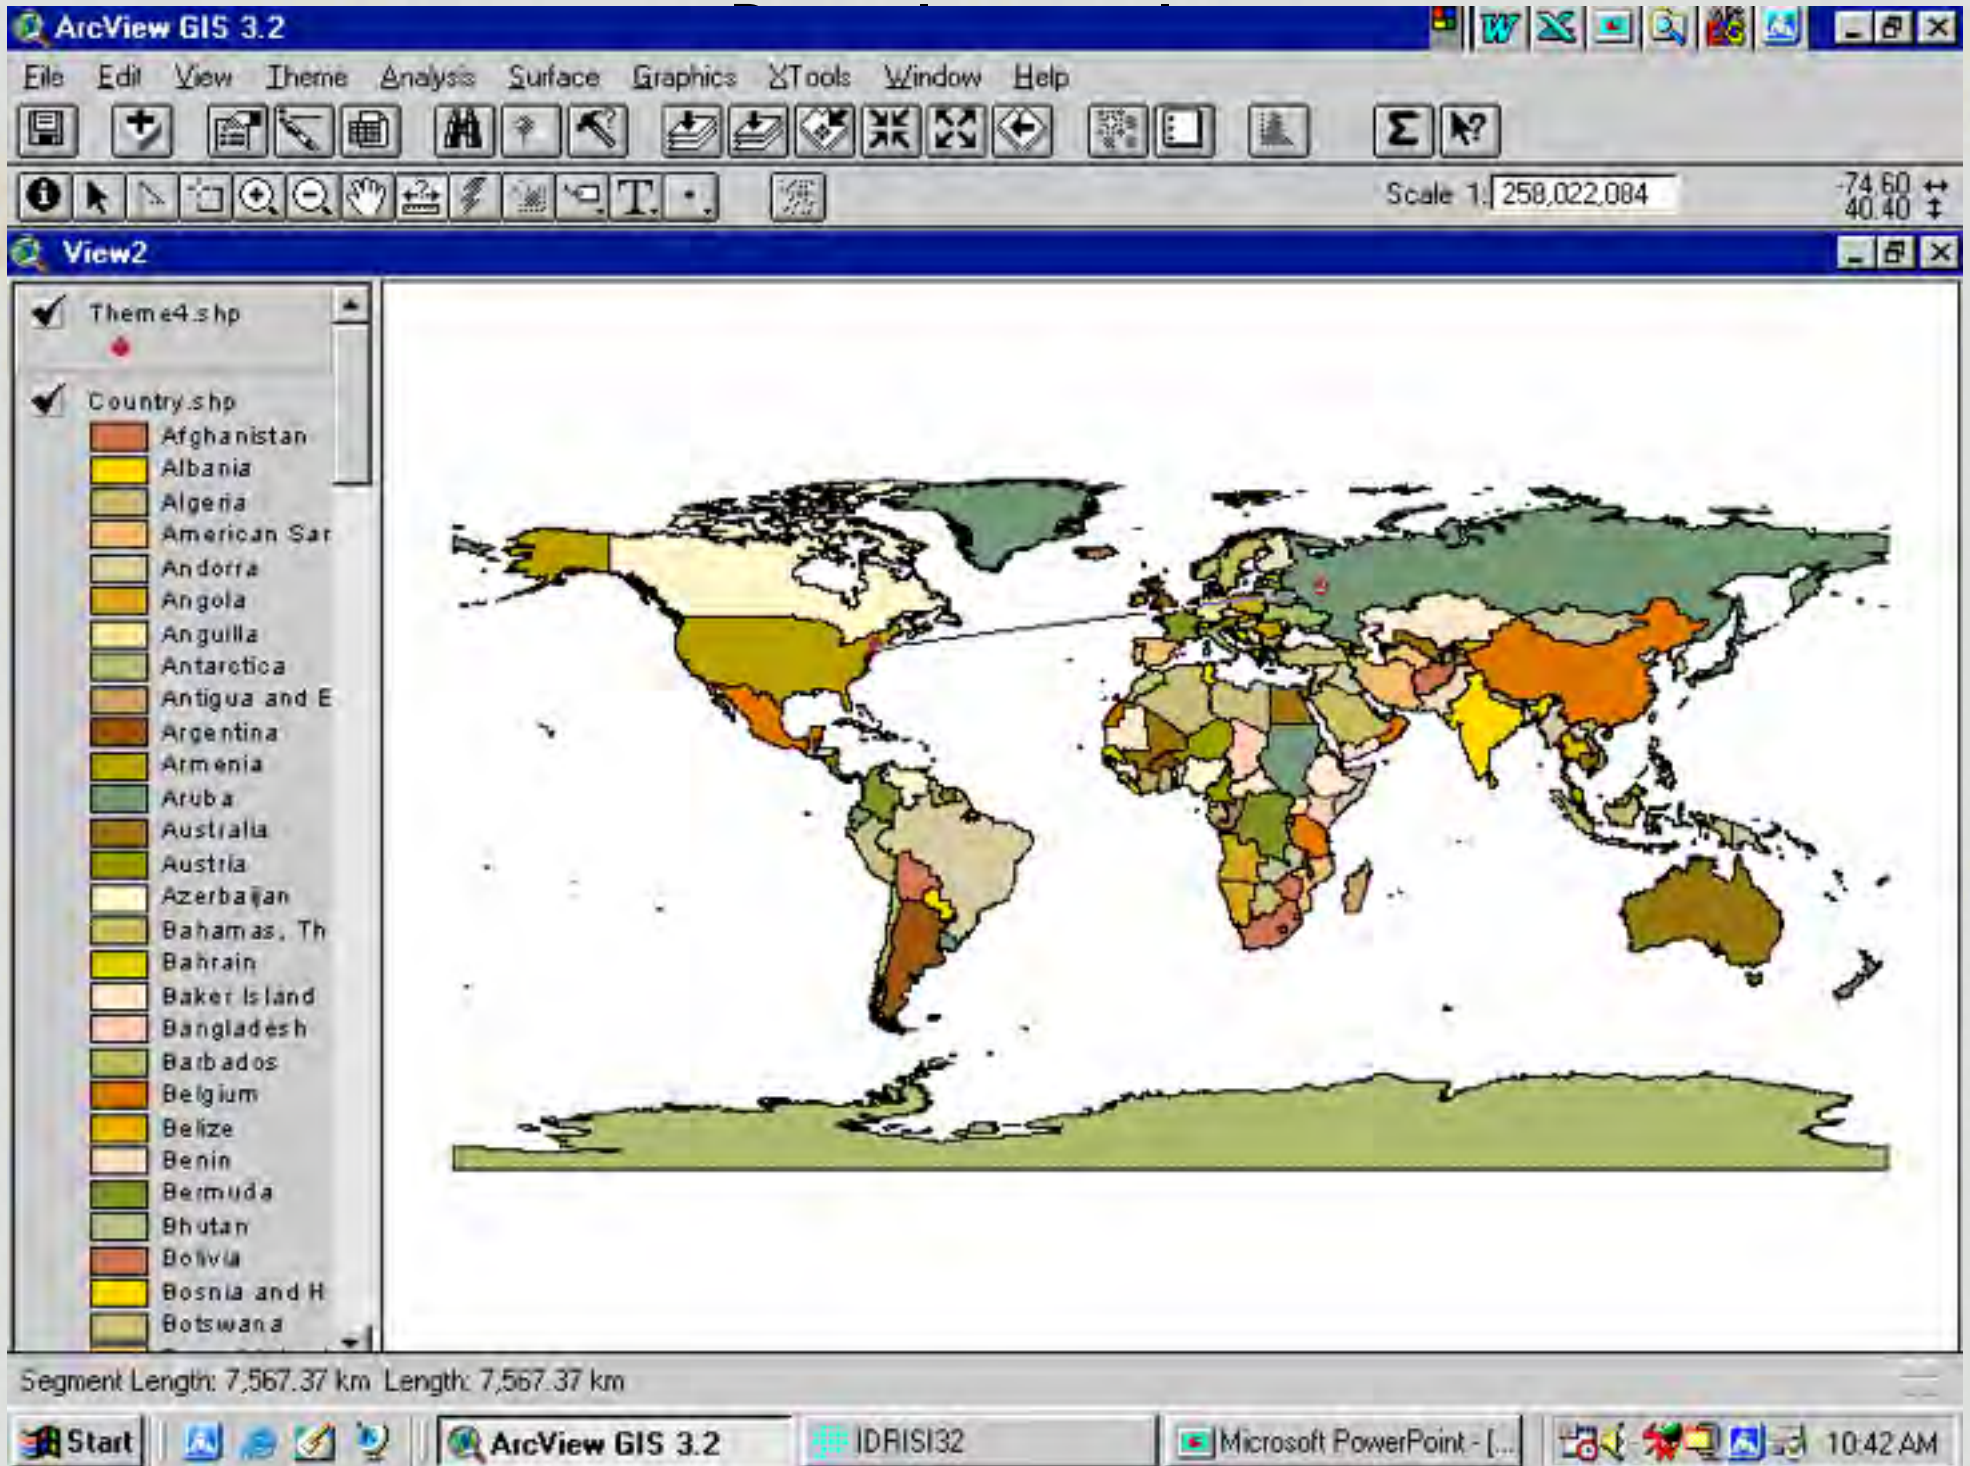 ArcView GIS 3.2
File Edit View Theme Analysis Surface Graphics XTools Window Help
Scale 1: 258,022,084
-74.60
40.40
View2
Theme4.shp
Country.shp
Afghanistan
Albania
Algeria
American Sar
Andorra
Angola
Anguilla
Antarctica
Antigua and E
Argentina
Armenia
Aruba
Australia
Austria
Azerbaijan
Bahamas, Th
Bahrain
Baker Island
Bangladesh
Barbados
Belgium
Belize
Benin
Bermuda
Bhutan
Bolivia
Bosnia and H
Botswana
Segment Length: 7,567.37 km Length: 7,567.37 km
Start ArcView GIS 3.2 IDRISI32 Microsoft PowerPoint - [... 10:42 AM